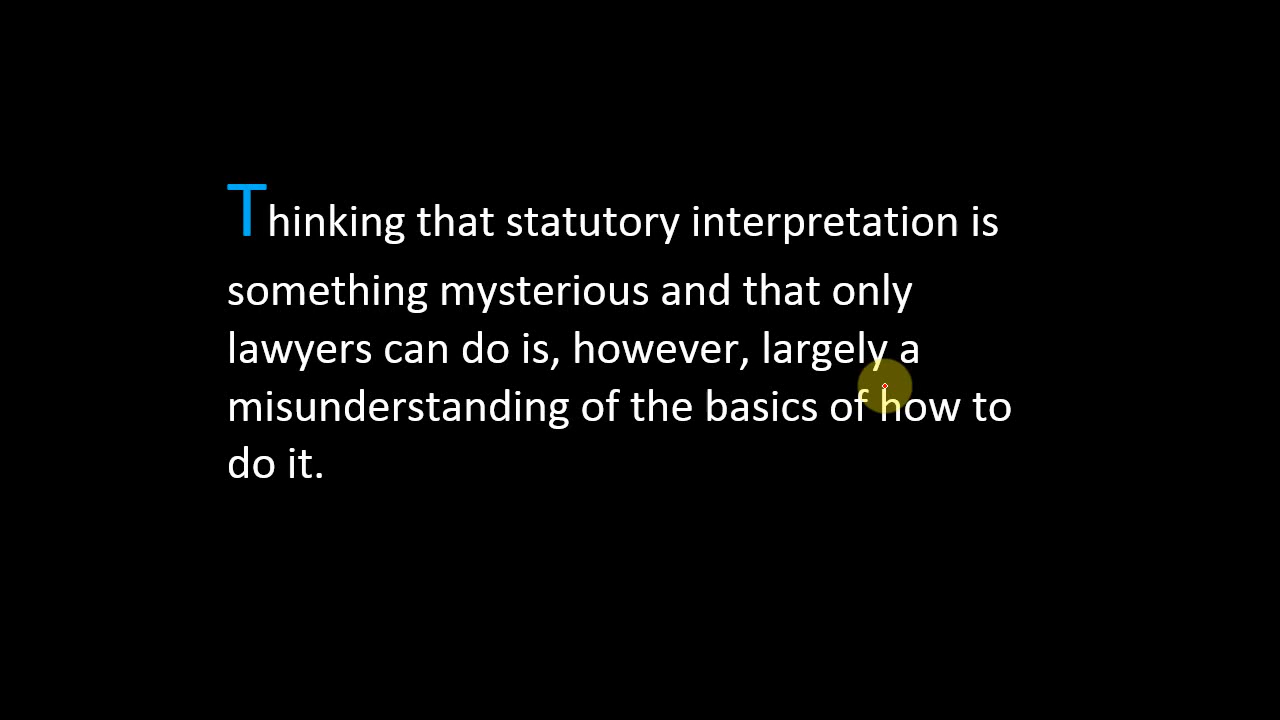 Thinking that statutory interpretation is
something mysterious and that only
lawyers can do is, however, largely a
misunderstanding of the basics of how to
do it.